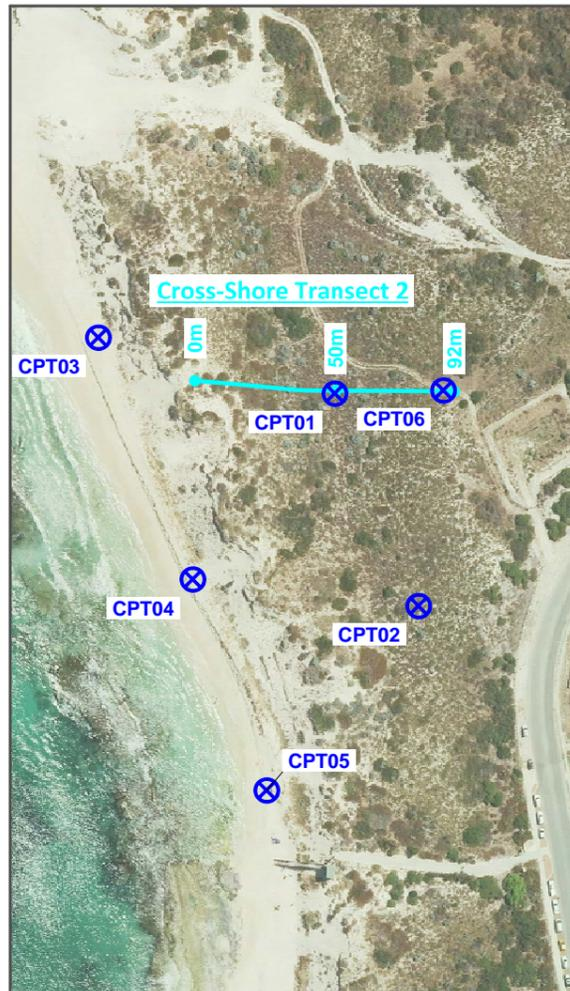 Cross-Shore Transect 2
0m
50m
92m
CPT03
CPT01
CPT06
CPT04
CPT02
CPT05